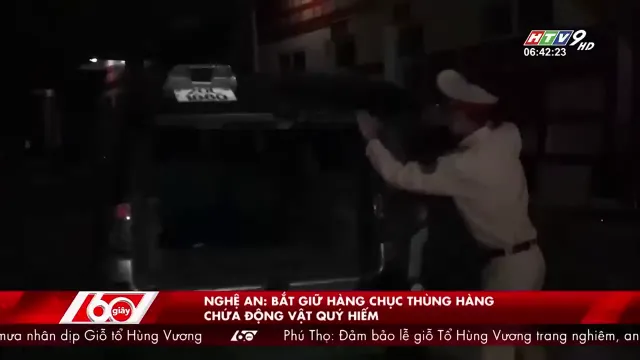 HTV9 HD
06:42:23
1680
60 giây
NGHỆ AN: BẮT GIỮ HÀNG CHỤC THÙNG HÀNG
CHỨA ĐỘNG VẬT QUÝ HIẾM
mưa nhân dịp Giỗ tổ Hùng Vương 60 Phú Thọ: Đảm bảo lễ giỗ Tổ Hùng Vương trang nghiêm, an